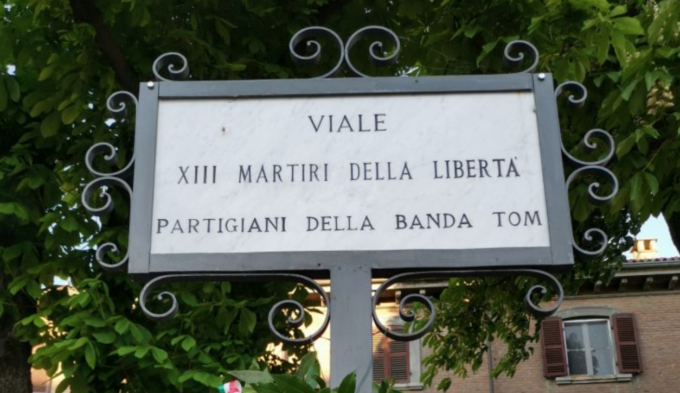 VIALE
XIII MARTIRI DELLA LIBERTA'
PARTIGIANI DELLA BANDA TOM